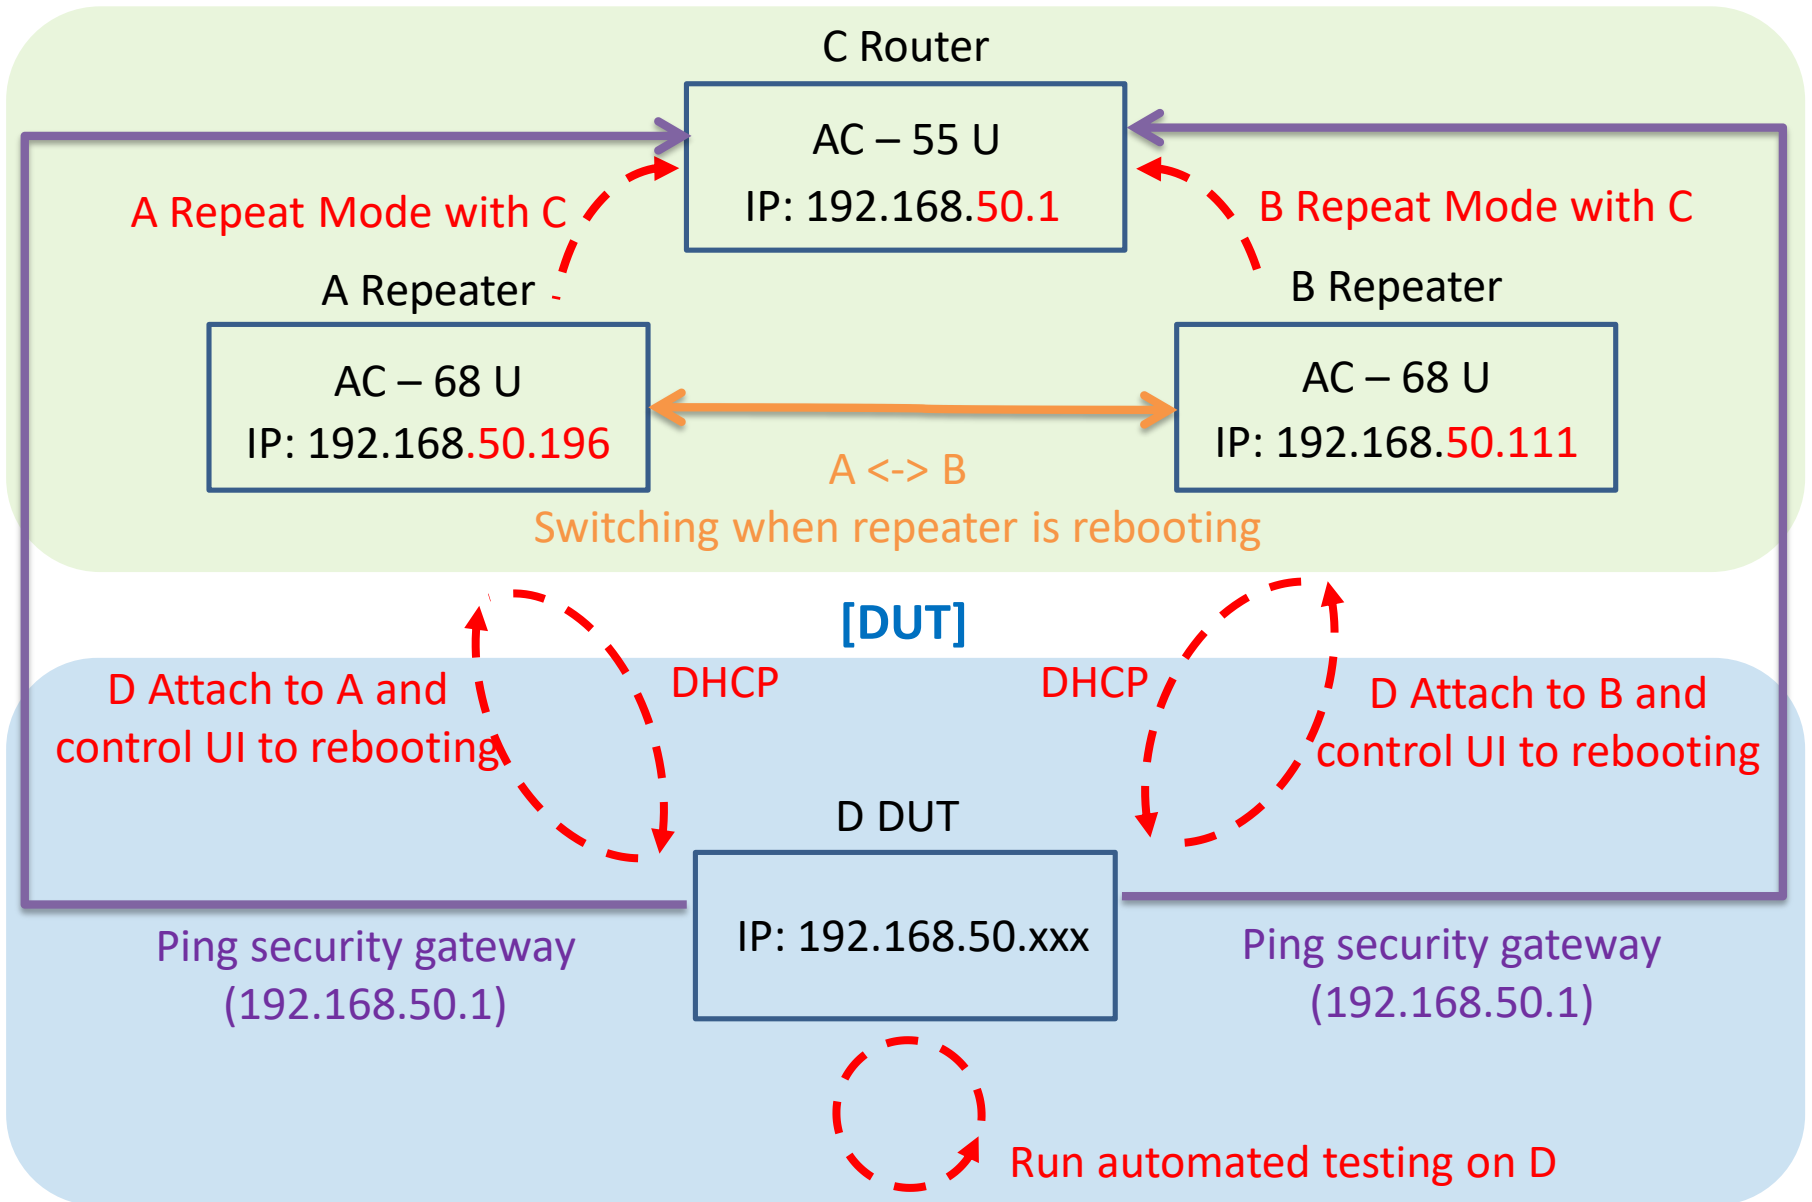 C Router
AC – 55 U
IP: 192.168.50.1
A Repeat Mode with C
B Repeat Mode with C
A Repeater
B Repeater
AC – 68 U
IP: 192.168.50.196
AC – 68 U
IP: 192.168.50.111
A <-> B
Switching when repeater is rebooting
[DUT]
DHCP
DHCP
D Attach to A and
control UI to rebooting
D Attach to B and
control UI to rebooting
D DUT
IP: 192.168.50.xxx
Ping security gateway
(192.168.50.1)
Ping security gateway
(192.168.50.1)
Run automated testing on D